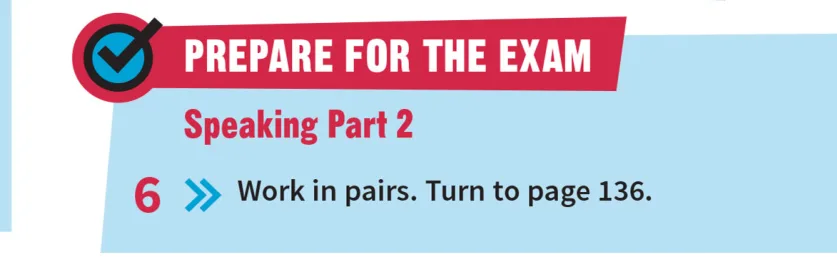 PREPARE FOR THE EXAM
Speaking Part 2
6 Work in pairs. Turn to page 136.